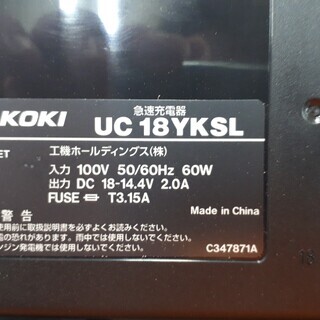 KOKI
急速充電器
UC 18YKSL
ET
工機ホールディングス(株)
入力 100V 50/60Hz 60W
出力 DC 18-14.4V 2.0A
FUSE T3.15A
警告
Made in China
使用前に取扱説明書を必ずよくお読みください。
電の恐れがあります。雨中では使用しないでください。
ンジン発電機では使用しないでください。
C347871A